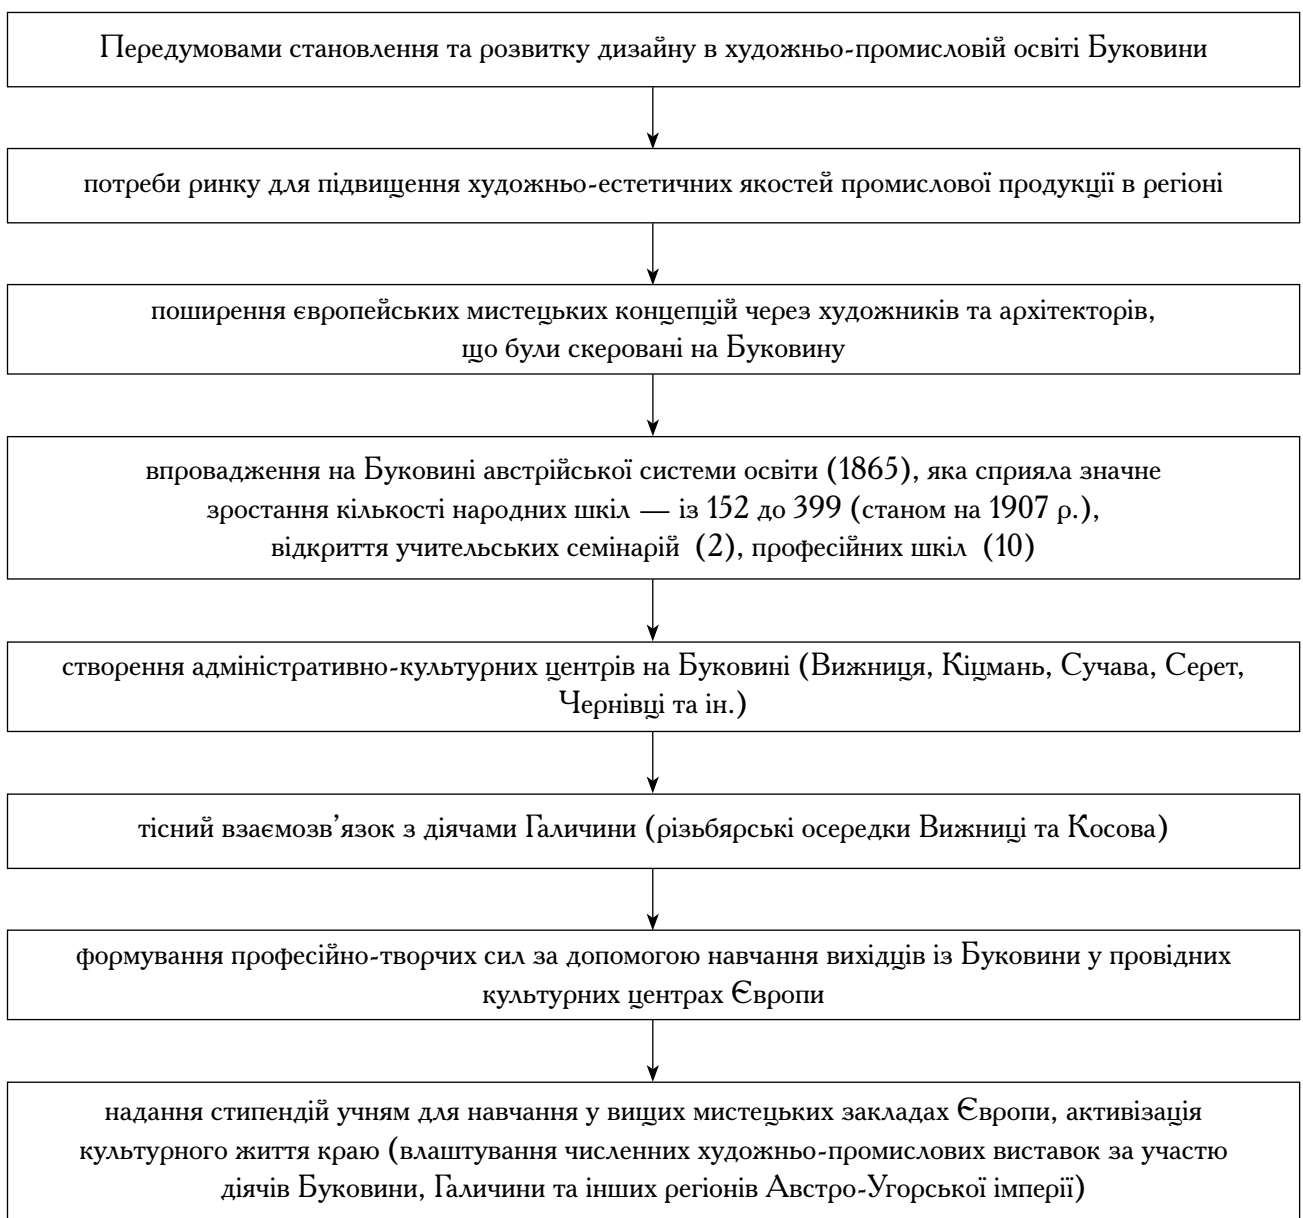 Передумовами становлення та розвитку дизайну в художньо-промисловій освіті Буковини
потреби ринку для підвищення художньо-естетичних якостей промислової продукції в регіоні
поширення європейських мистецьких концепцій через художників та архітекторів,
що були скеровані на Буковину
впровадження на Буковині австрійської системи освіти (1865), яка сприяла значне
зростання кількості народних шкіл — із 152 до 399 (станом на 1907 р.),
відкриття учительських семінарій (2), професійних шкіл (10)
створення адміністративно-культурних центрів на Буковині (Вижниця, Кіцмань, Сучава, Серет,
Чернівці та ін.)
тісний взаємозв’язок з діячами Галичини (різьбярські осередки Вижниці та Косова)
формування професійно-творчих сил за допомогою навчання вихідців із Буковини у провідних
культурних центрах Європи
надання стипендій учням для навчання у вищих мистецьких закладах Європи, активізація
культурного життя краю (влаштування численних художньо-промислових виставок за участю
діячів Буковини, Галичини та інших регіонів Австро-Угорської імперії)